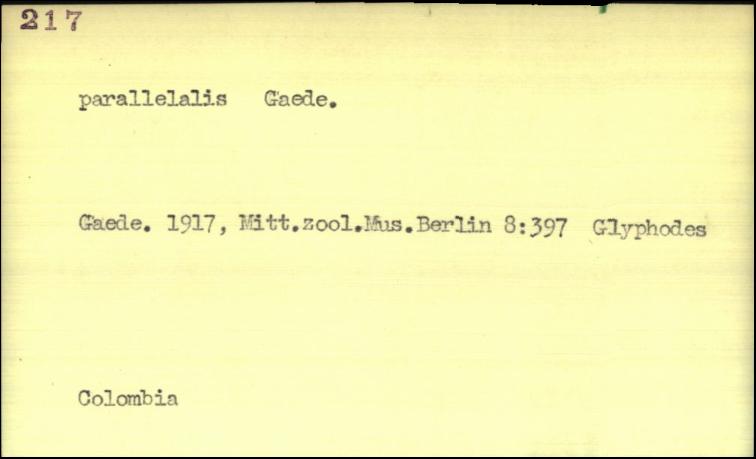 217
parallelalis Gaede.
Gaede. 1917, Mitt.zool.Mus.Berlin 8:397 Glyphodes
Colombia